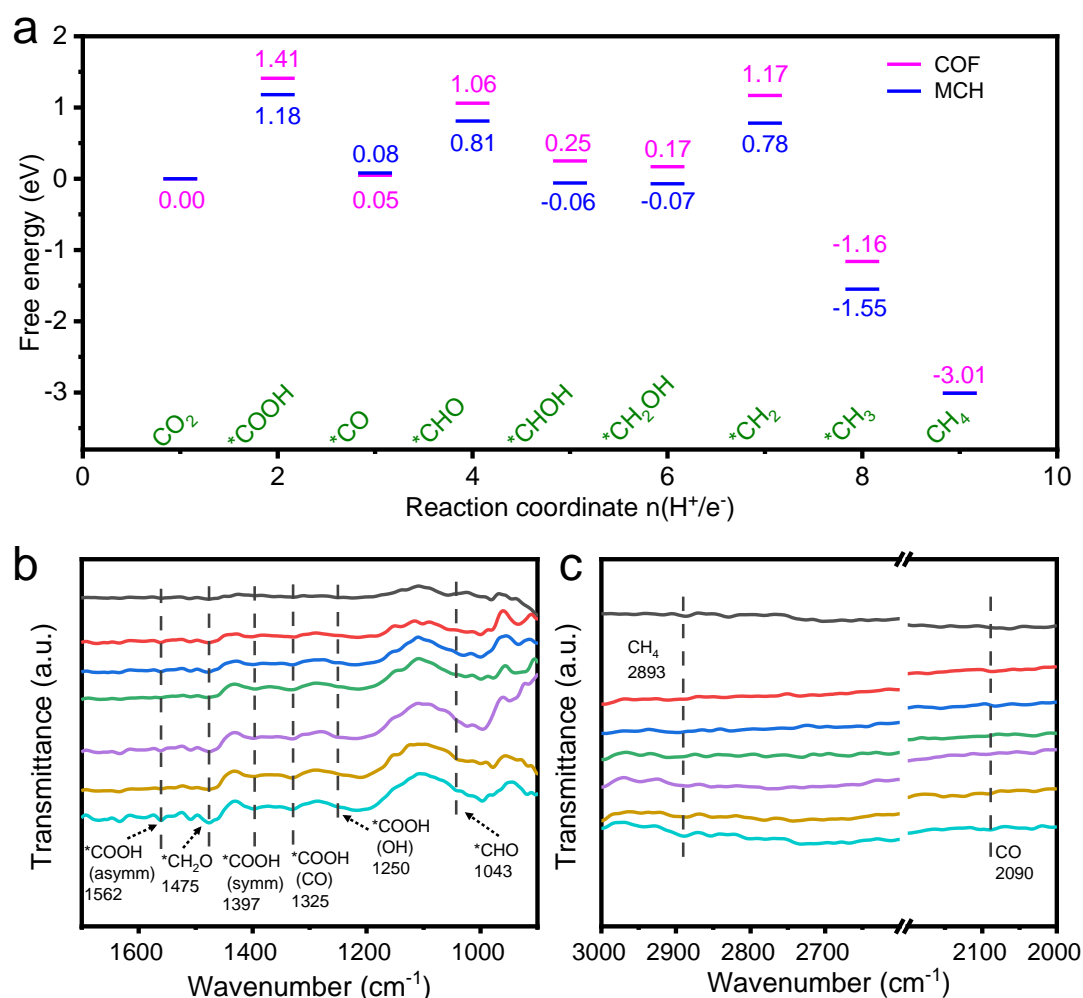 a
Free energy (eV)
2
1
0
-1
-2
-3
COF
MCH
1.41
1.18
0.00
0.08
0.05
1.06
0.81
0.25
-0.06
0.17
-0.07
1.17
0.78
-1.16
-1.55
-3.01
CO₂
*COOH
*CO
*CHO
*CHOH
*CH₂OH
*CH₂
*CH₃
CH₄
0 2 4 6 8 10
Reaction coordinate n(H⁺/e⁻)
b
Transmittance (a.u.)
*COOH
(asymm)
1562
*CH₂O
1475
*COOH
(symm)
1397
*COOH
(CO)
1325
*COOH
(OH)
1250
*CHO
1043
1600 1400 1200 1000
Wavenumber (cm⁻¹)
c
Transmittance (a.u.)
CH₄
2893
CO
2090
3000 2900 2800 2700 2100 2000
Wavenumber (cm⁻¹)